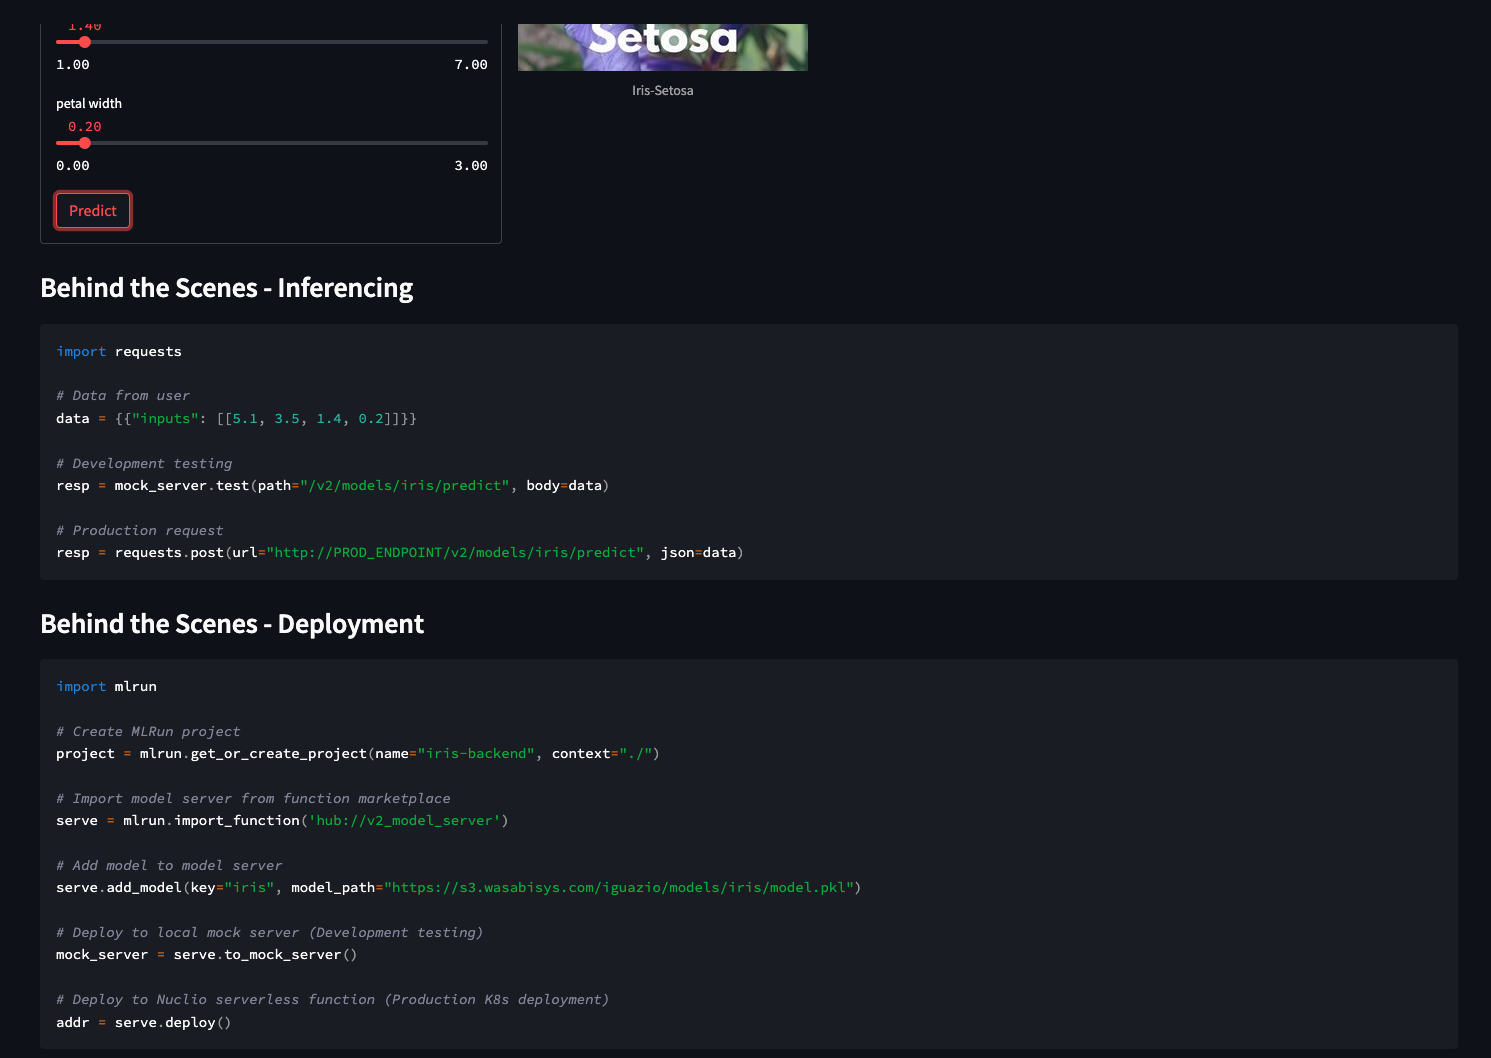 1.40
1.00 7.00
petal width
0.20
0.00 3.00
Predict
Setosa
Iris-Setosa
Behind the Scenes - Inferencing
import requests
# Data from user
data = {{"inputs": [[5.1, 3.5, 1.4, 0.2]]}}
# Development testing
resp = mock_server.test(path="/v2/models/iris/predict", body=data)
# Production request
resp = requests.post(url="http://PROD_ENDPOINT/v2/models/iris/predict", json=data)
Behind the Scenes - Deployment
import mlrun
# Create MLRun project
project = mlrun.get_or_create_project(name="iris-backend", context="./")
# Import model server from function marketplace
serve = mlrun.import_function('hub://v2_model_server')
# Add model to model server
serve.add_model(key="iris", model_path="https://s3.wasabisys.com/iguazio/models/iris/model.pkl")
# Deploy to local mock server (Development testing)
mock_server = serve.to_mock_server()
# Deploy to Nuclio serverless function (Production K8s deployment)
addr = serve.deploy()